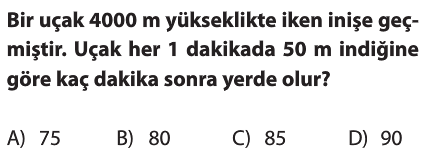 Bir uçak 4000 m yükseklikte iken inişe geç-
miştir. Uçak her 1 dakikada 50 m indiğine
göre kaç dakika sonra yerde olur?
A) 75 B) 80 C) 85 D) 90